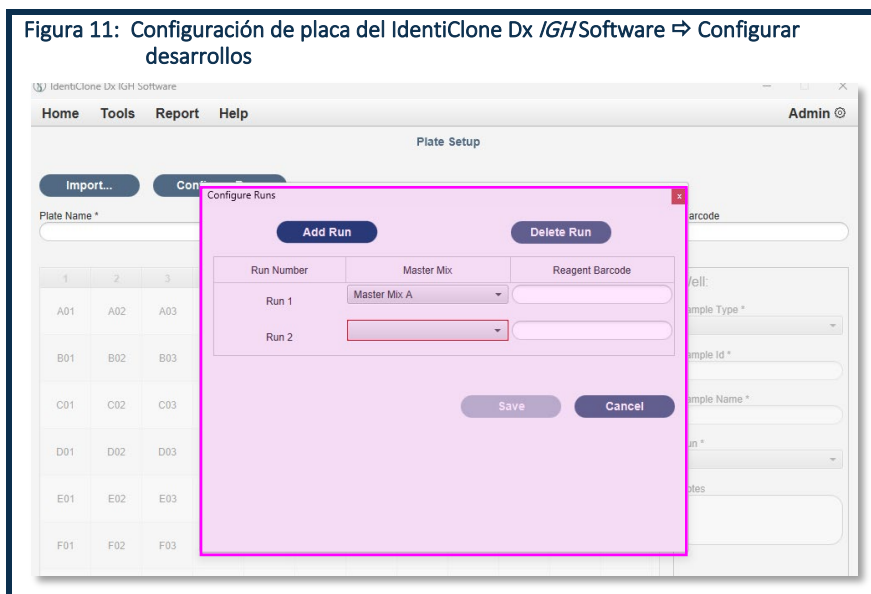 Figura 11: Configuración de placa del IdentiClone Dx IGH Software ⇨ Configurar
desarrollos
IdentiClone Dx IGH Software
Home Tools Report Help Admin
Plate Setup
Import...
Configure Runs
Add Run Delete Run
Plate Name * arcode
Run Number Master Mix Reagent Barcode
1 2 3 ell:
Run 1 Master Mix A
A01 A02 A03 ample Type *
Run 2
B01 B02 B03 ample Id *
C01 C02 C03 ample Name *
Save Cancel
D01 D02 D03 un *
E01 E02 E03 otes
F01 F02 F03